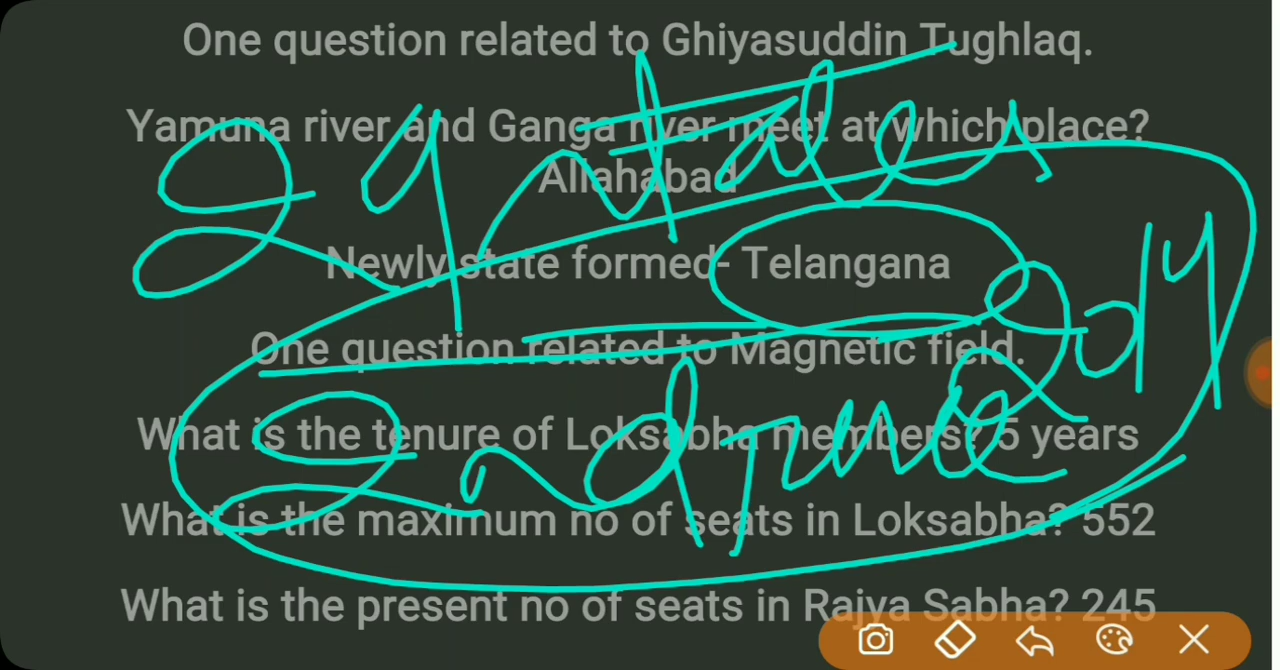 One question related to Ghiyasuddin Tughlaq.
Yamuna river and Ganga river meet at which place?
Allahabad
Newly state formed- Telangana
One question related to Magnetic field.
What is the tenure of Loksabha members? 5 years
What is the maximum no of seats in Loksabha? 552
What is the present no of seats in Rajya Sabha? 245
29 states
2nd June 2014